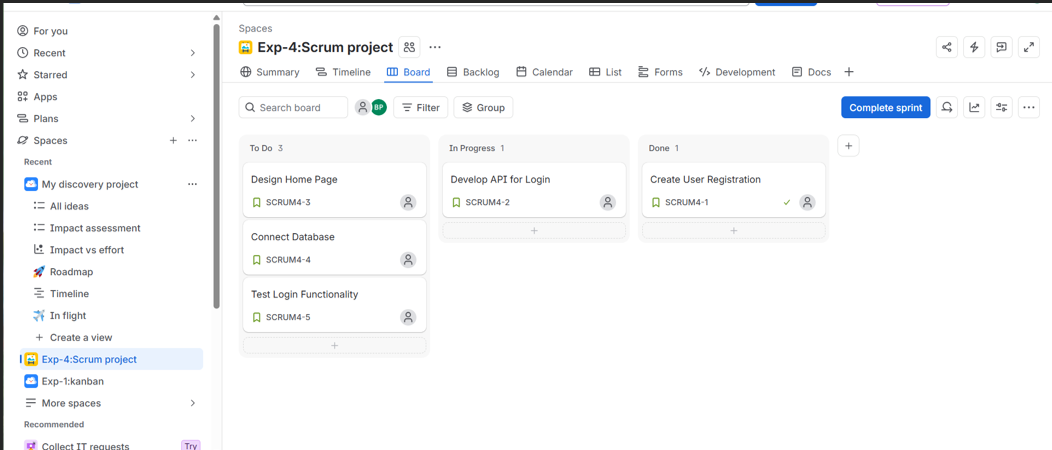 For you
Recent
Starred
Apps
Plans
Spaces
Recent
My discovery project
All ideas
Impact assessment
Impact vs effort
Roadmap
Timeline
In flight
Create a view
Exp-4:Scrum project
Exp-1:kanban
More spaces
Recommended
Collect IT requests Try
Spaces
Exp-4:Scrum project
Summary Timeline Board Backlog Calendar List Forms Development Docs
Search board BP Filter Group Complete sprint
To Do 3
Design Home Page
SCRUM4-3
Connect Database
SCRUM4-4
Test Login Functionality
SCRUM4-5
In Progress 1
Develop API for Login
SCRUM4-2
Done 1
Create User Registration
SCRUM4-1